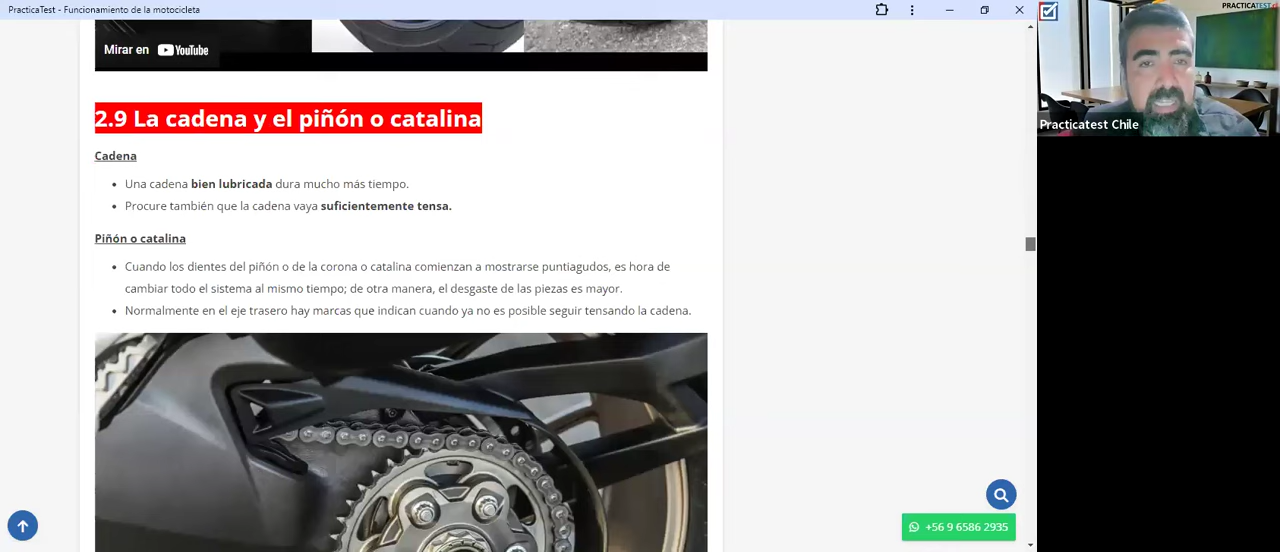 PracticaTest - Funcionamiento de la motocicleta
PRACTICATEST
Mirar en YouTube
2.9 La cadena y el piñón o catalina
Practicatest Chile
Cadena
Una cadena bien lubricada dura mucho más tiempo.
Procure también que la cadena vaya suficientemente tensa.
Piñón o catalina
Cuando los dientes del piñón o de la corona o catalina comienzan a mostrarse puntiagudos, es hora de
cambiar todo el sistema al mismo tiempo; de otra manera, el desgaste de las piezas es mayor.
Normalmente en el eje trasero hay marcas que indican cuando ya no es posible seguir tensando la cadena.
+56 9 6586 2935